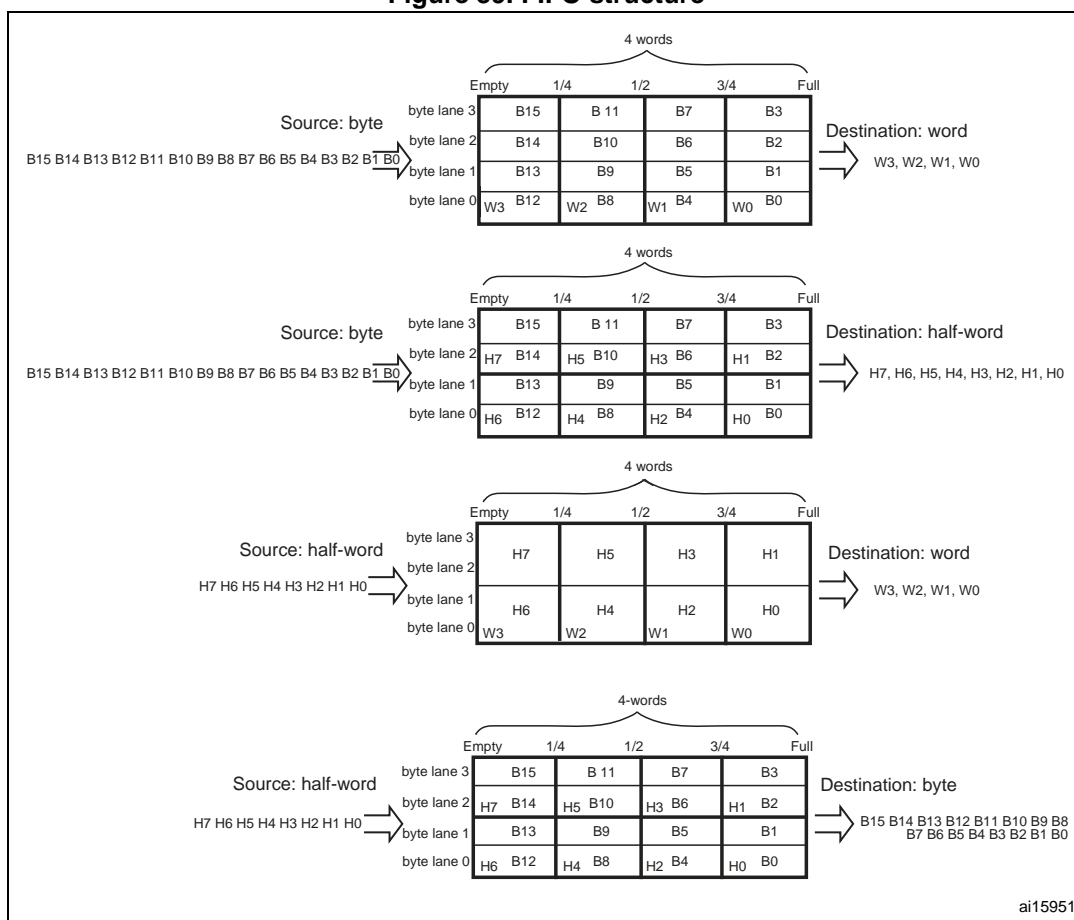 4 words
Empty 1/4 1/2 3/4 Full
byte lane 3 B15 B 11 B7 B3
Source: byte
Destination: word
byte lane 2 B14 B10 B6 B2
B15 B14 B13 B12 B11 B10 B9 B8 B7 B6 B5 B4 B3 B2 B1 B0
W3, W2, W1, W0
byte lane 1 B13 B9 B5 B1
byte lane 0 W3 B12 W2 B8 W1 B4 W0 B0
4 words
Empty 1/4 1/2 3/4 Full
byte lane 3 B15 B 11 B7 B3
Source: byte
Destination: half-word
byte lane 2 H7 B14 H5 B10 H3 B6 H1 B2
B15 B14 B13 B12 B11 B10 B9 B8 B7 B6 B5 B4 B3 B2 B1 B0
H7, H6, H5, H4, H3, H2, H1, H0
byte lane 1 B13 B9 B5 B1
byte lane 0 H6 B12 H4 B8 H2 B4 H0 B0
4 words
Empty 1/4 1/2 3/4 Full
byte lane 3
Source: half-word
H7 H5 H3 H1
Destination: word
byte lane 2
H7 H6 H5 H4 H3 H2 H1 H0
W3, W2, W1, W0
byte lane 1
H6 H4 H2 H0
byte lane 0 W3 W2 W1 W0
4-words
Empty 1/4 1/2 3/4 Full
byte lane 3 B15 B 11 B7 B3
Source: half-word
Destination: byte
byte lane 2 H7 B14 H5 B10 H3 B6 H1 B2
H7 H6 H5 H4 H3 H2 H1 H0
B15 B14 B13 B12 B11 B10 B9 B8
B7 B6 B5 B4 B3 B2 B1 B0
byte lane 1 B13 B9 B5 B1
byte lane 0 H6 B12 H4 B8 H2 B4 H0 B0
ai15951